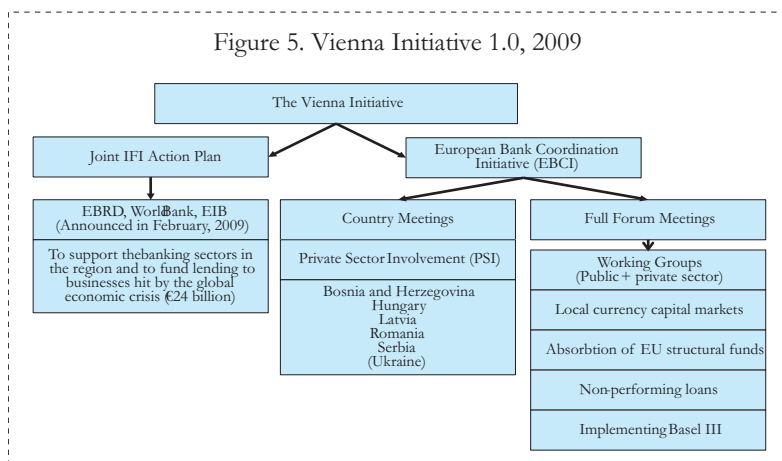 Figure 5. Vienna Initiative 1.0, 2009
The Vienna Initiative
Joint IFI Action Plan
European Bank Coordination
Initiative (EBCI)
EBRD, WorldBank, EIB
(Announced in February, 2009)
To support thebanking sectors in
the region and to fund lending to
businesses hit by the global
economic crisis (€24 billion)
Country Meetings
Private Sector Involvement (PSI)
Bosnia and Herzegovina
Hungary
Latvia
Romania
Serbia
(Ukraine)
Full Forum Meetings
Working Groups
(Public + private sector)
Local currency capital markets
Absorbtion of EU structural funds
Non-performing loans
Implementing Basel III